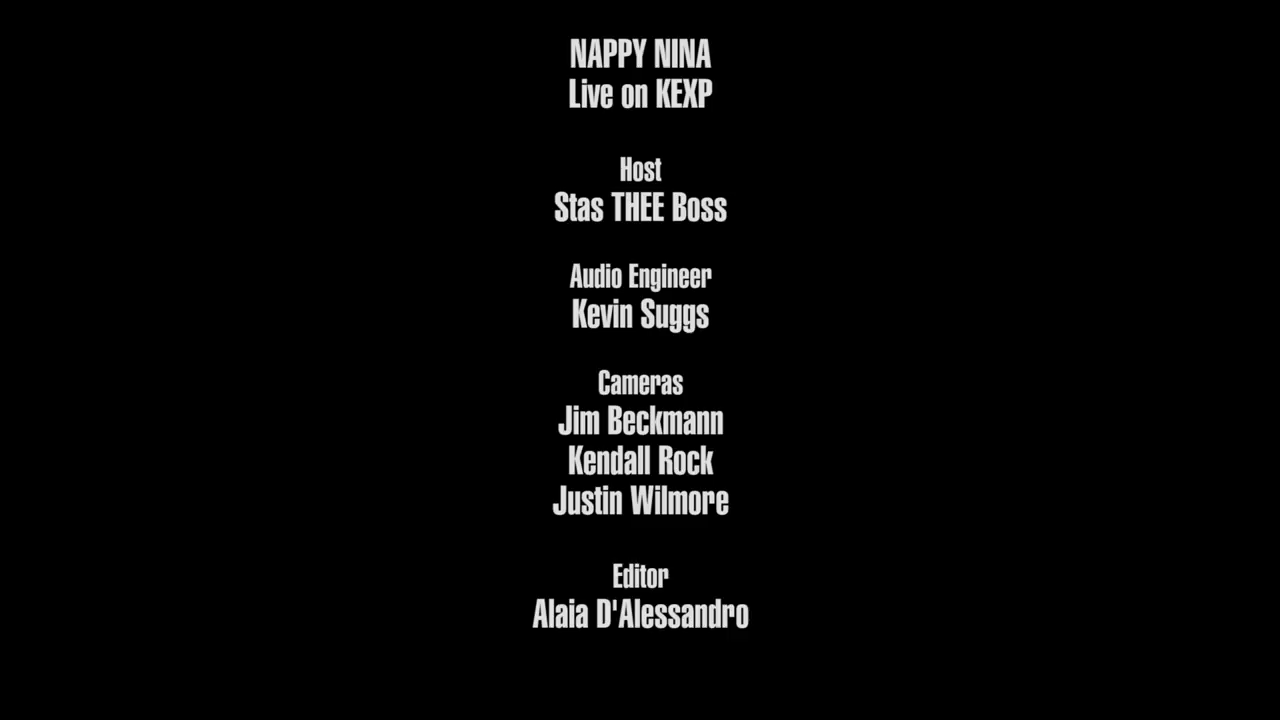 NAPPY NINA
Live on KEXP
Host
Stas THEE Boss
Audio Engineer
Kevin Suggs
Cameras
Jim Beckmann
Kendall Rock
Justin Wilmore
Editor
Alaia D'Alessandro